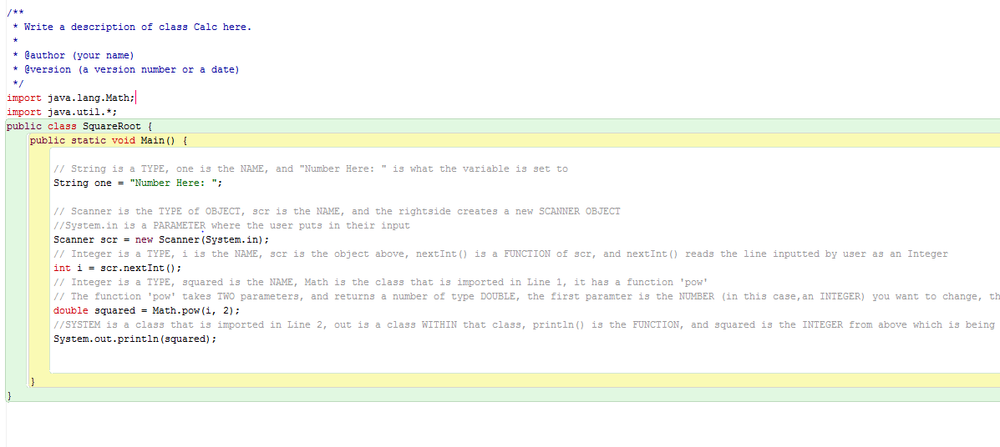 /**
 * Write a description of class Calc here.
 *
 * @author (your name)
 * @version (a version number or a date)
 */
import java.lang.Math;
import java.util.*;
public class SquareRoot {
    public static void Main() {
        // String is a TYPE, one is the NAME, and "Number Here: " is what the variable is set to
        String one = "Number Here: ";
        // Scanner is the TYPE of OBJECT, scr is the NAME, and the rightside creates a new SCANNER OBJECT
        //System.in is a PARAMETER where the user puts in their input
        Scanner scr = new Scanner(System.in);
        // Integer is a TYPE, i is the NAME, scr is the object above, nextInt() is a FUNCTION of scr, and nextInt() reads the line inputted by user as an Integer
        int i = scr.nextInt();
        // Integer is a TYPE, squared is the NAME, Math is the class that is imported in Line 1, it has a function 'pow'
        // The function 'pow' takes TWO parameters, and returns a number of type DOUBLE, the first paramter is the NUMBER (in this case,an INTEGER) you want to change, th
        double squared = Math.pow(i, 2);
        //SYSTEM is a class that is imported in Line 2, out is a class WITHIN that class, println() is the FUNCTION, and squared is the INTEGER from above which is being
        System.out.println(squared);
    }
}